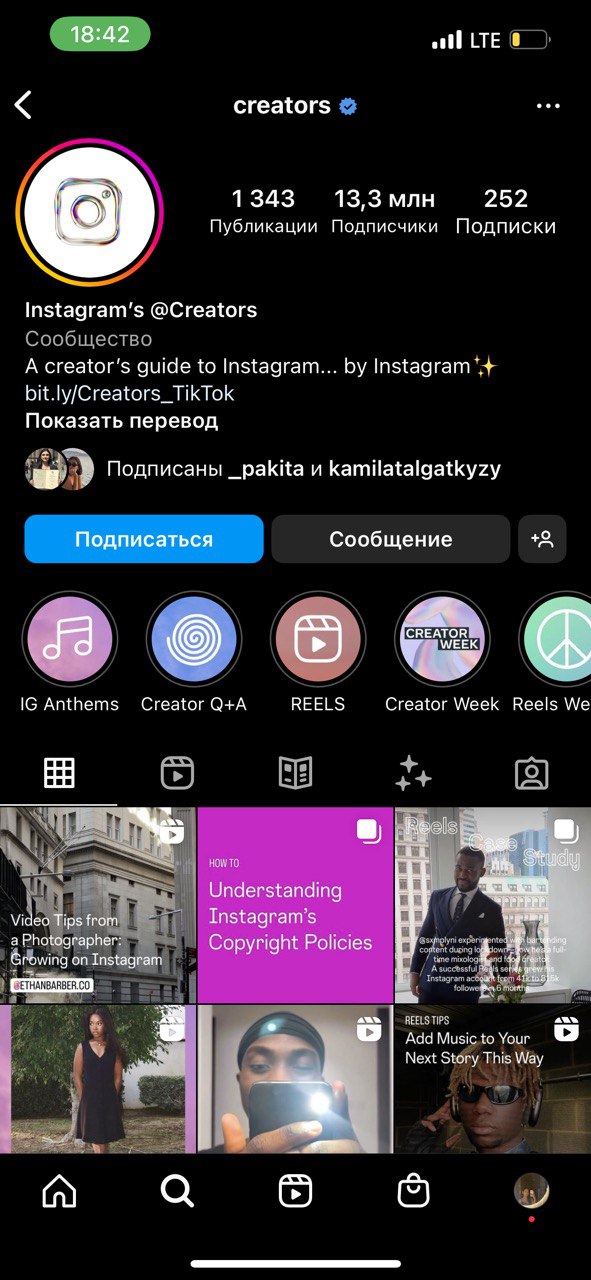 18:42
LTE
creators
1 343
13,3 млн
252
Публикации
Подписчики
Подписки
Instagram’s @Creators
Сообщество
A creator’s guide to Instagram... by Instagram✨
bit.ly/Creators_TikTok
Показать перевод
Подписаны _pakita и kamilatalgatkyzy
Подписаться
Сообщение
CREATOR
WEEK
IG Anthems
Creator Q+A
REELS
Creator Week
Reels We
Video Tips from
a Photographer:
Growing on Instagram
@ETHANBARBER.CO
HOW TO
Understanding
Instagram’s
Copyright Policies
Reels
Case
Study
experimented with bartending
content during lockdown
now he's a full-
time mixologist and food creator.
A successful Reels series grew his
Instagram account from 41k to 81.5k
followers in 6 months.
REELS TIPS
Add Music to Your
Next Story This Way